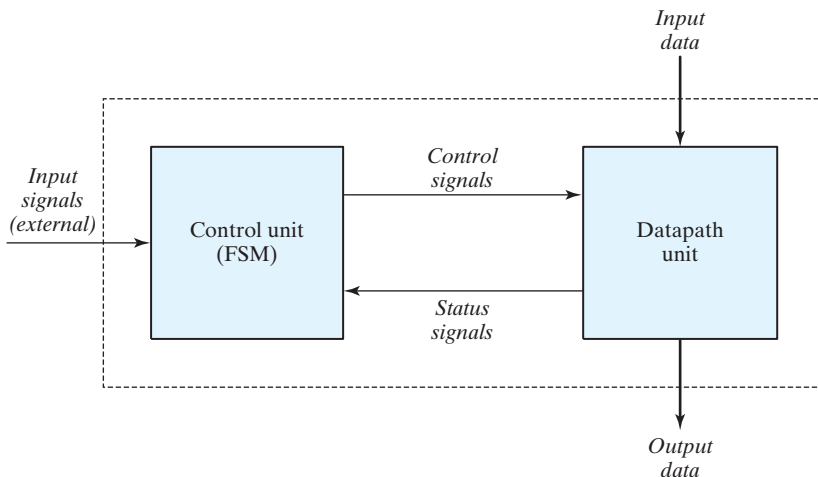 Input
data
Input
signals
(external)
Control unit
(FSM)
Control
signals
Datapath
unit
Status
signals
Output
data